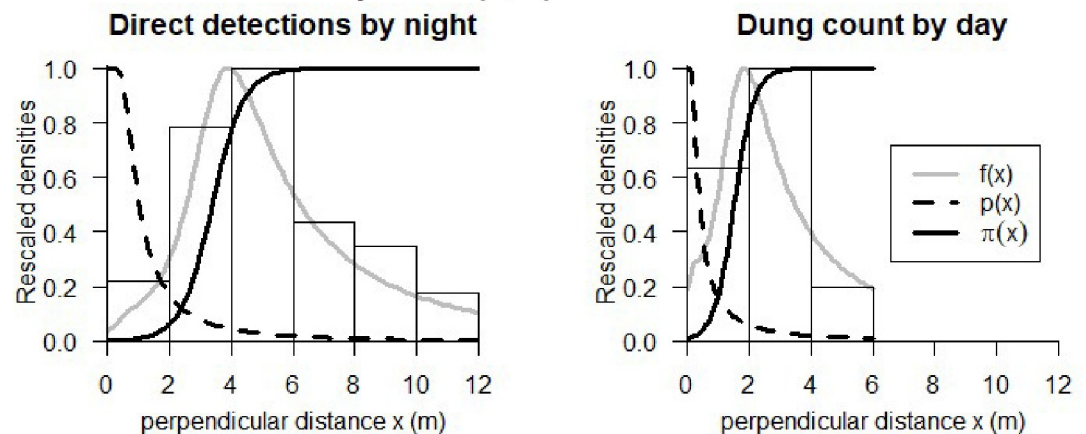 Direct detections by night
Rescaled densities
1.0
0.8
0.6
0.4
0.2
0.0
0 2 4 6 8 10 12
perpendicular distance x (m)
Dung count by day
Rescaled densities
1.0
0.8
0.6
0.4
0.2
0.0
0 2 4 6 8 10 12
perpendicular distance x (m)
f(x)
p(x)
π(x)